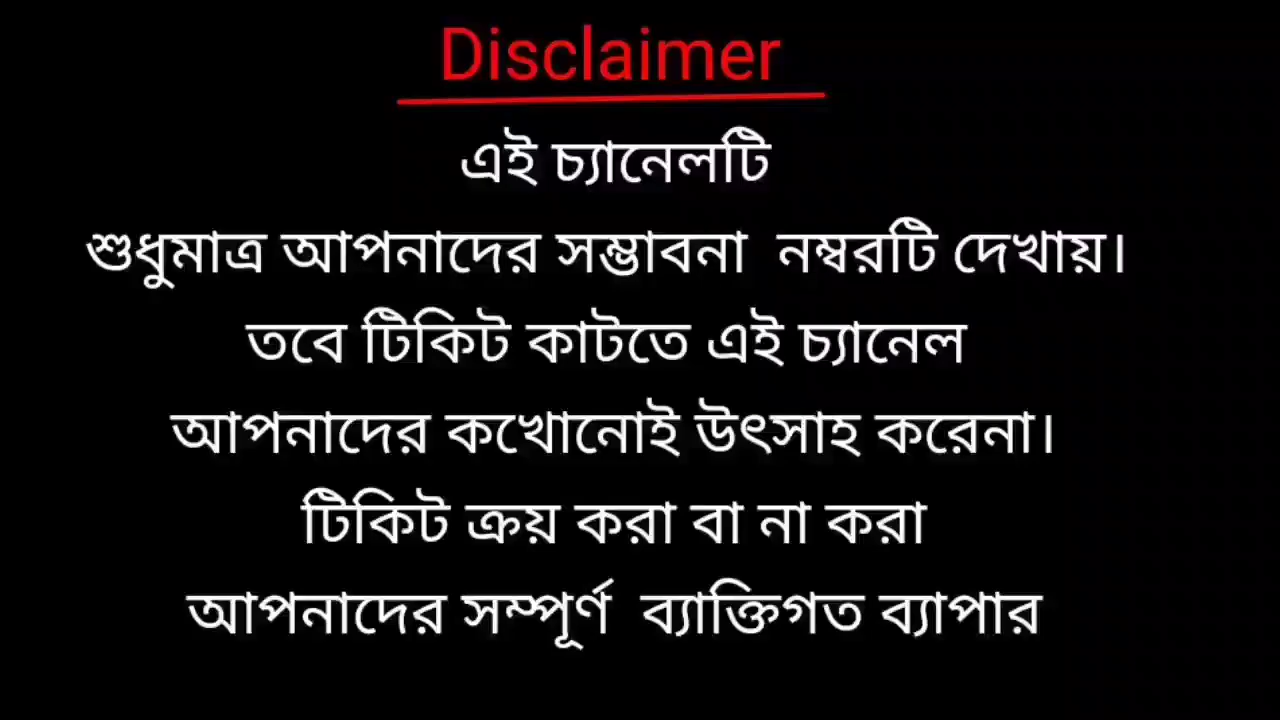 Disclaimer
এই চ্যানেলটি
শুধুমাত্র আপনাদের সম্ভাবনা নম্বরটি দেখায়।
তবে টিকিট কাটতে এই চ্যানেল
আপনাদের কখোনোই উৎসাহ করেনা।
টিকিট ক্রয় করা বা না করা
আপনাদের সম্পূর্ণ ব্যাক্তিগত ব্যাপার